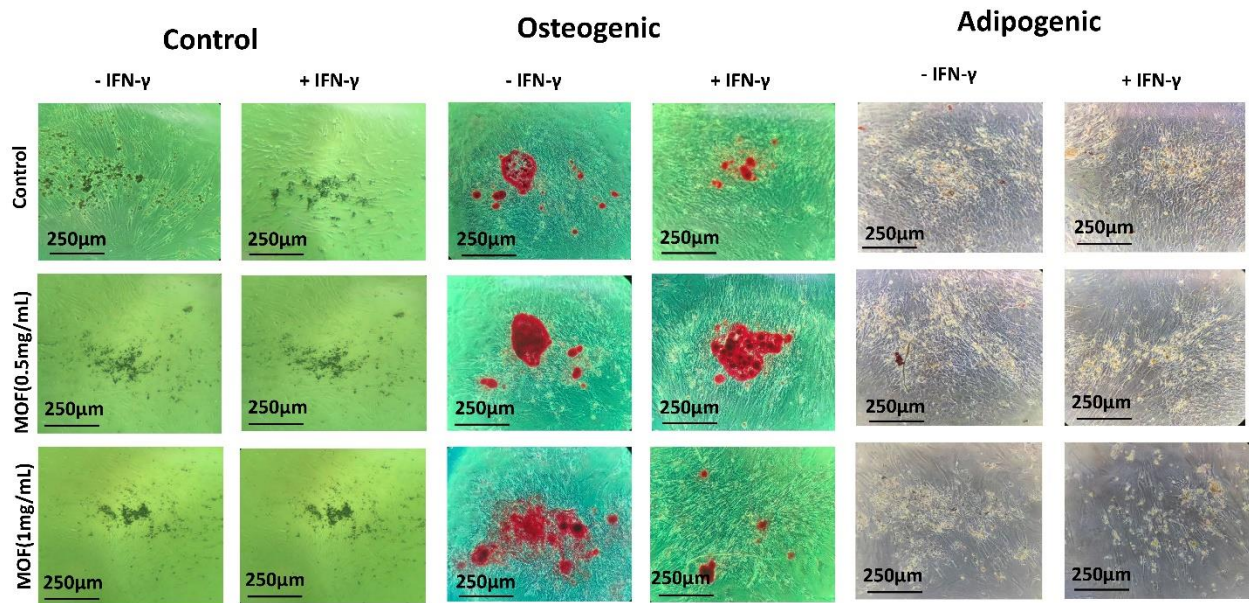 Control Osteogenic Adipogenic
- IFN-γ + IFN-γ - IFN-γ + IFN-γ - IFN-γ + IFN-γ
Control
250μm 250μm 250μm 250μm 250μm 250μm
MOF(0.5mg/mL)
250μm 250μm 250μm 250μm 250μm 250μm
MOF(1mg/mL)
250μm 250μm 250μm 250μm 250μm 250μm